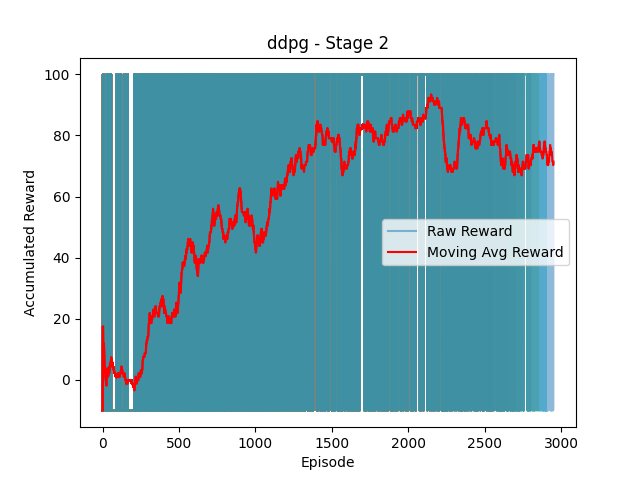 ddpg - Stage 2
Accumulated Reward
100
80
60
40
20
0
Raw Reward
Moving Avg Reward
0 500 1000 1500 2000 2500 3000
Episode